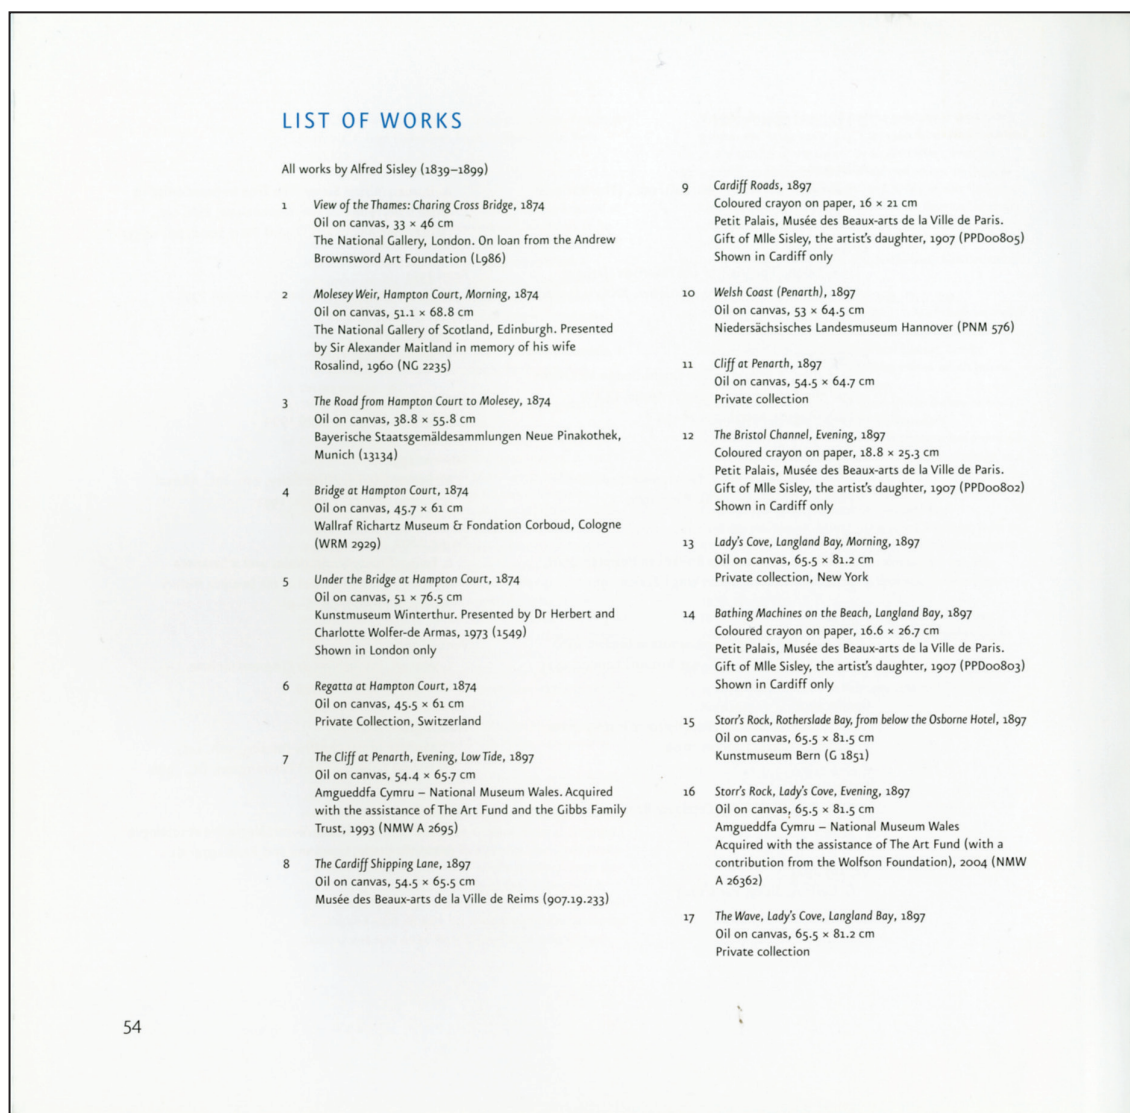 LIST OF WORKS
All works by Alfred Sisley (1839–1899)
1 View of the Thames: Charing Cross Bridge, 1874
Oil on canvas, 33 × 46 cm
The National Gallery, London. On loan from the Andrew
Brownsword Art Foundation (L986)
2 Molesey Weir, Hampton Court, Morning, 1874
Oil on canvas, 51.1 × 68.8 cm
The National Gallery of Scotland, Edinburgh. Presented
by Sir Alexander Maitland in memory of his wife
Rosalind, 1960 (NG 2235)
3 The Road from Hampton Court to Molesey, 1874
Oil on canvas, 38.8 × 55.8 cm
Bayerische Staatsgemäldesammlungen Neue Pinakothek,
Munich (13134)
4 Bridge at Hampton Court, 1874
Oil on canvas, 45.7 × 61 cm
Wallraf Richartz Museum & Fondation Corboud, Cologne
(WRM 2929)
5 Under the Bridge at Hampton Court, 1874
Oil on canvas, 51 × 76.5 cm
Kunstmuseum Winterthur. Presented by Dr Herbert and
Charlotte Wolfer-de Armas, 1973 (1549)
Shown in London only
6 Regatta at Hampton Court, 1874
Oil on canvas, 45.5 × 61 cm
Private Collection, Switzerland
7 The Cliff at Penarth, Evening, Low Tide, 1897
Oil on canvas, 54.4 × 65.7 cm
Amgueddfa Cymru – National Museum Wales. Acquired
with the assistance of The Art Fund and the Gibbs Family
Trust, 1993 (NMW A 2695)
8 The Cardiff Shipping Lane, 1897
Oil on canvas, 54.5 × 65.5 cm
Musée des Beaux-arts de la Ville de Reims (907.19.233)
9 Cardiff Roads, 1897
Coloured crayon on paper, 16 × 21 cm
Petit Palais, Musée des Beaux-arts de la Ville de Paris.
Gift of Mlle Sisley, the artist's daughter, 1907 (PPD00805)
Shown in Cardiff only
10 Welsh Coast (Penarth), 1897
Oil on canvas, 53 × 64.5 cm
Niedersächsisches Landesmuseum Hannover (PNM 576)
11 Cliff at Penarth, 1897
Oil on canvas, 54.5 × 64.7 cm
Private collection
12 The Bristol Channel, Evening, 1897
Coloured crayon on paper, 18.8 × 25.3 cm
Petit Palais, Musée des Beaux-arts de la Ville de Paris.
Gift of Mlle Sisley, the artist's daughter, 1907 (PPD00802)
Shown in Cardiff only
13 Lady's Cove, Langland Bay, Morning, 1897
Oil on canvas, 65.5 × 81.2 cm
Private collection, New York
14 Bathing Machines on the Beach, Langland Bay, 1897
Coloured crayon on paper, 16.6 × 26.7 cm
Petit Palais, Musée des Beaux-arts de la Ville de Paris.
Gift of Mlle Sisley, the artist's daughter, 1907 (PPD00803)
Shown in Cardiff only
15 Storr's Rock, Rotherslade Bay, from below the Osborne Hotel, 1897
Oil on canvas, 65.5 × 81.5 cm
Kunstmuseum Bern (G 1851)
16 Storr's Rock, Lady's Cove, Evening, 1897
Oil on canvas, 65.5 × 81.5 cm
Amgueddfa Cymru – National Museum Wales
Acquired with the assistance of The Art Fund (with a
contribution from the Wolfson Foundation), 2004 (NMW
A 26362)
17 The Wave, Lady's Cove, Langland Bay, 1897
Oil on canvas, 65.5 × 81.2 cm
Private collection
54